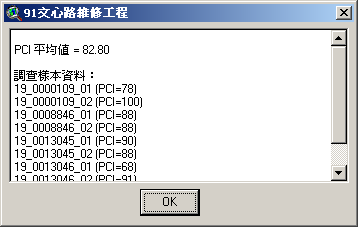 91文心路維修工程
PCI 平均值 = 82.80
調查樣本資料：
19_0000109_01 (PCI=78)
19_0000109_02 (PCI=100)
19_0008846_01 (PCI=88)
19_0008846_02 (PCI=88)
19_0013045_01 (PCI=90)
19_0013045_02 (PCI=88)
19_0013046_01 (PCI=68)
19_0013046_02 (PCI=91)
OK